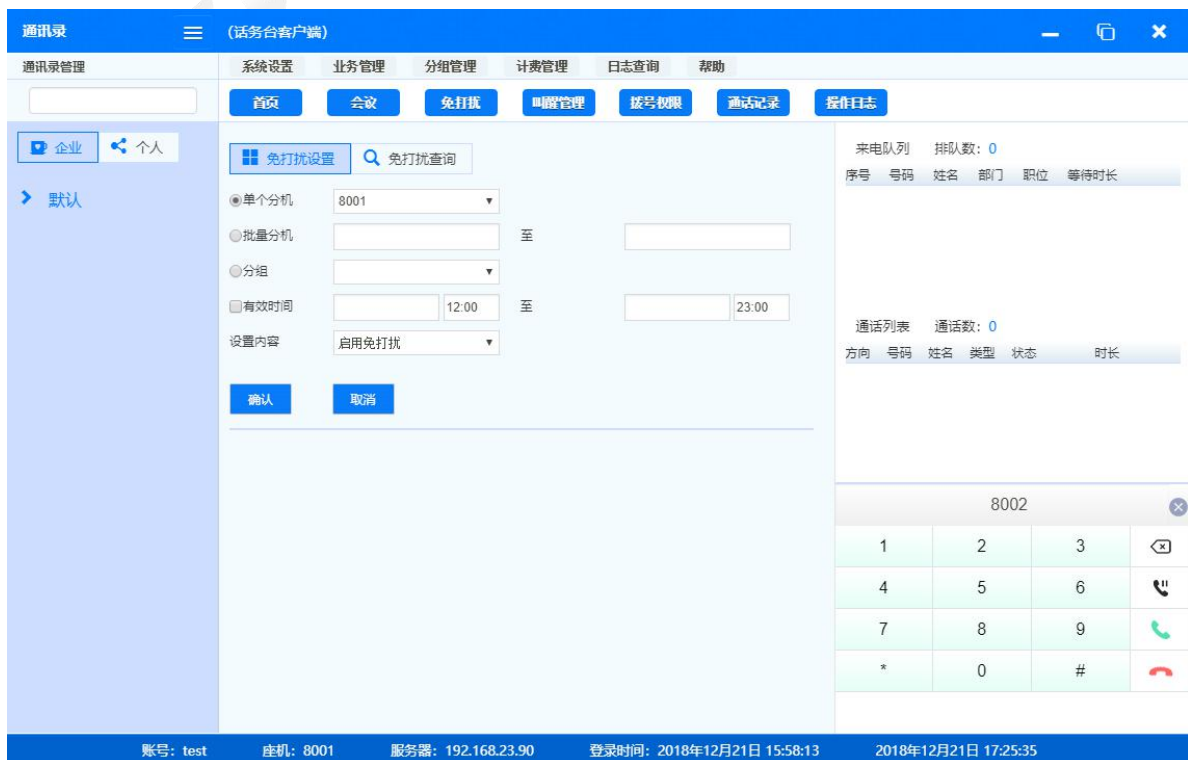 通讯录 (话务台客户端)
通讯录管理 系统设置 业务管理 分组管理 计费管理 日志查询 帮助
首页 会议 免打扰 叫醒管理 拨号权限 通话记录 操作日志
企业 个人
默认
免打扰设置 免打扰查询
单个分机 8001
批量分机 至
分组
有效时间 12:00 至 23:00
设置内容 启用免打扰
确认 取消
来电队列 排队数: 0
序号 号码 姓名 部门 职位 等待时长
通话列表 通话数: 0
方向 号码 姓名 类型 状态 时长
8002
1 2 3
4 5 6
7 8 9
* 0 #
账号: test 座机: 8001 服务器: 192.168.23.90 登录时间: 2018年12月21日 15:58:13 2018年12月21日 17:25:35